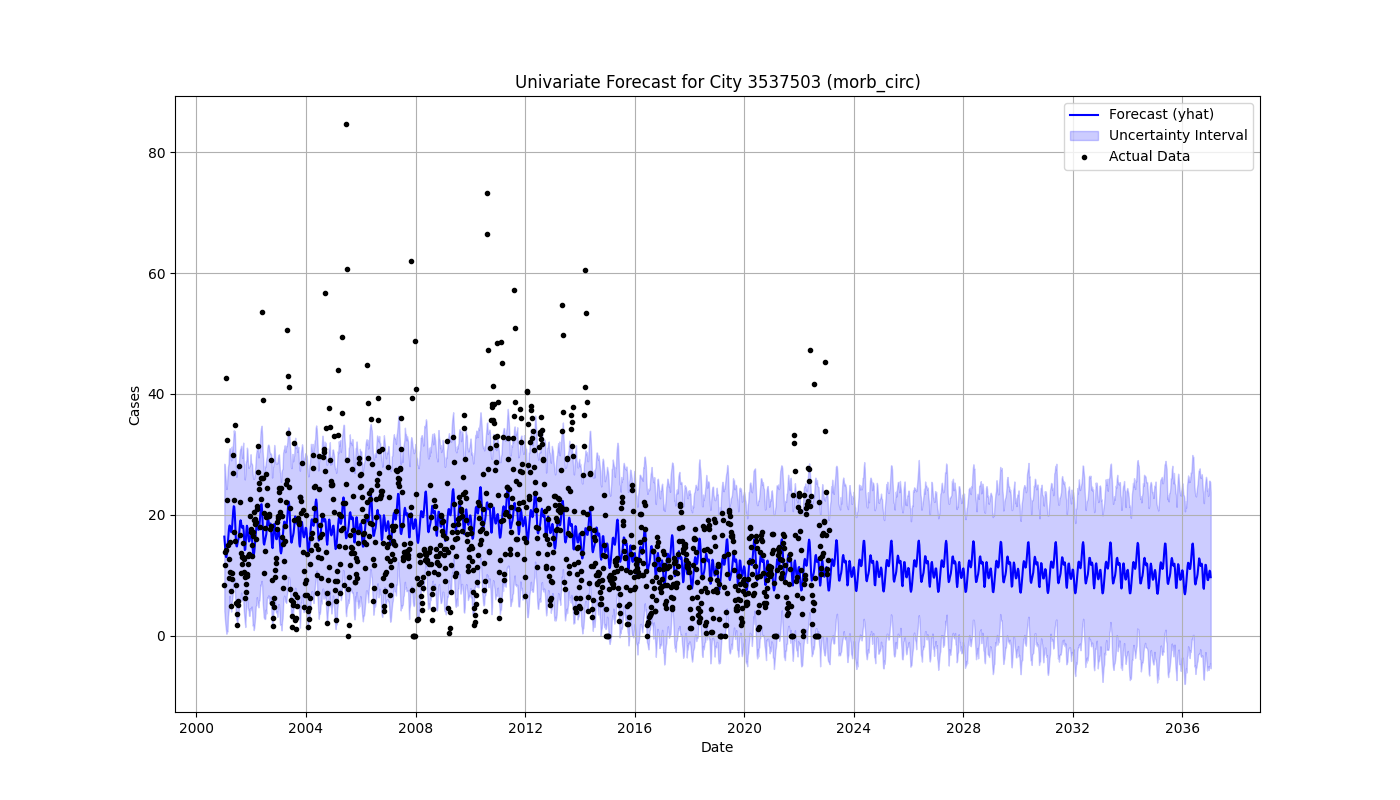 Univariate Forecast for City 3537503 (morb_circ)
Forecast (yhat)
Uncertainty Interval
Actual Data
Cases
80
60
40
20
0
2000 2004 2008 2012 2016 2020 2024 2028 2032 2036
Date